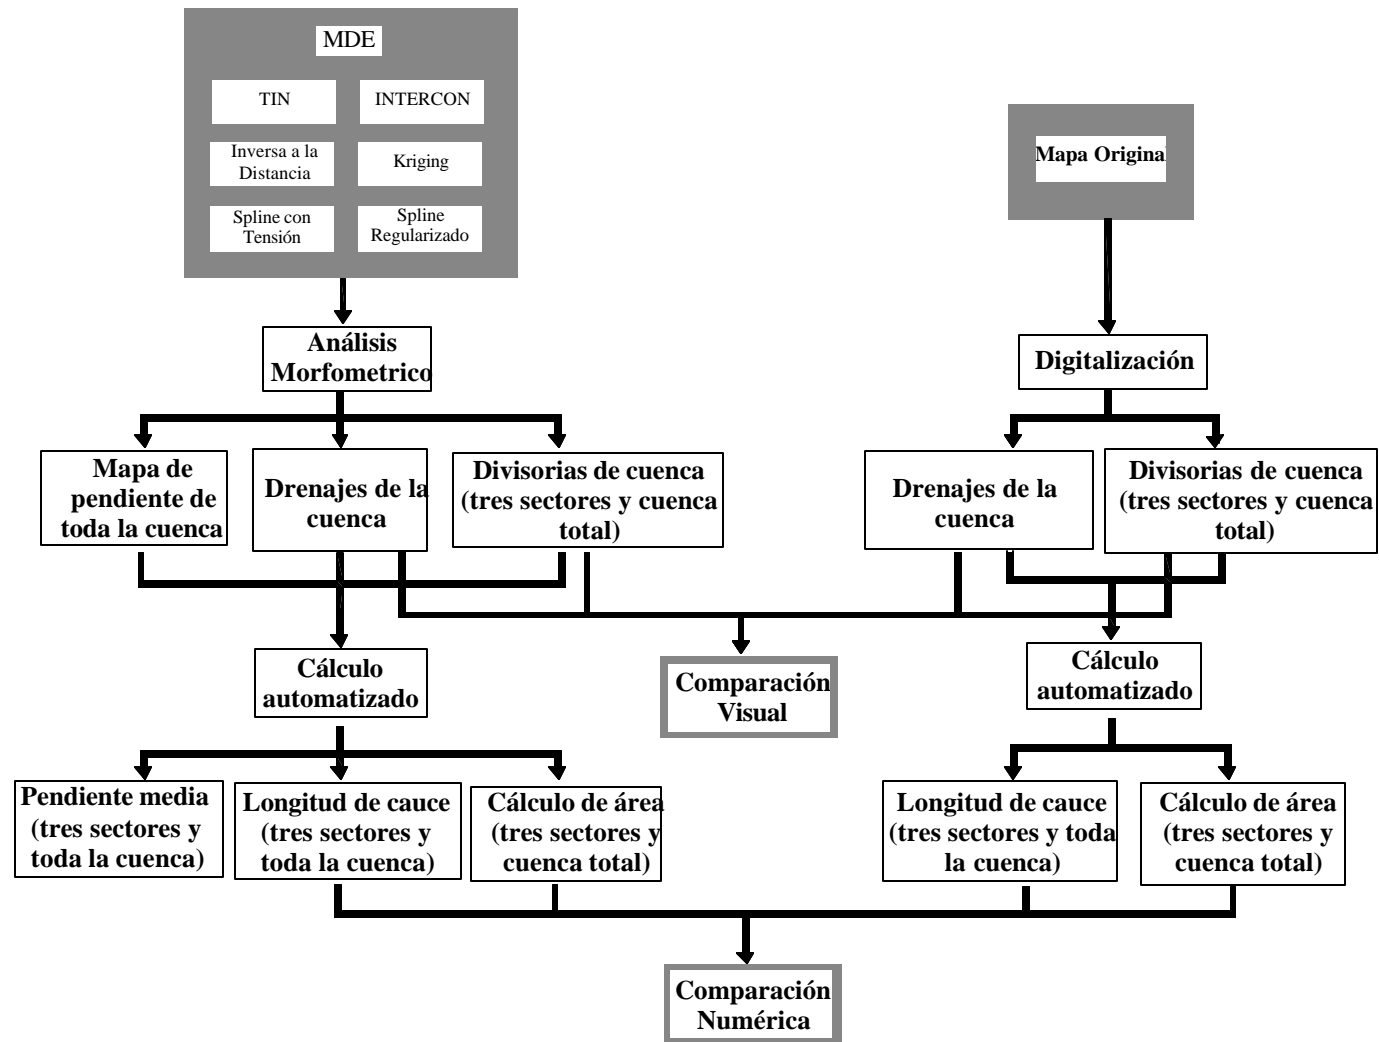 MDE
TIN
INTERCON
Inversa a la
Distancia
Kriging
Spline con
Tensión
Spline
Regularizado
Mapa Origina
Análisis
Morfometrico
Digitalización
Mapa de
pendiente de
toda la cuenca
Drenajes de la
cuenca
Divisorias de cuenca
(tres sectores y cuenca
total)
Drenajes de la
cuenca
Divisorias de cuenca
(tres sectores y cuenca
total)
Cálculo
automatizado
Comparación
Visual
Cálculo
automatizado
Pendiente media
(tres sectores y
toda la cuenca)
Longitud de cauce
(tres sectores y
toda la cuenca)
Cálculo de área
(tres sectores y
cuenca total)
Longitud de cauce
(tres sectores y toda
la cuenca)
Cálculo de área
(tres sectores y
cuenca total)
Comparación
Numérica